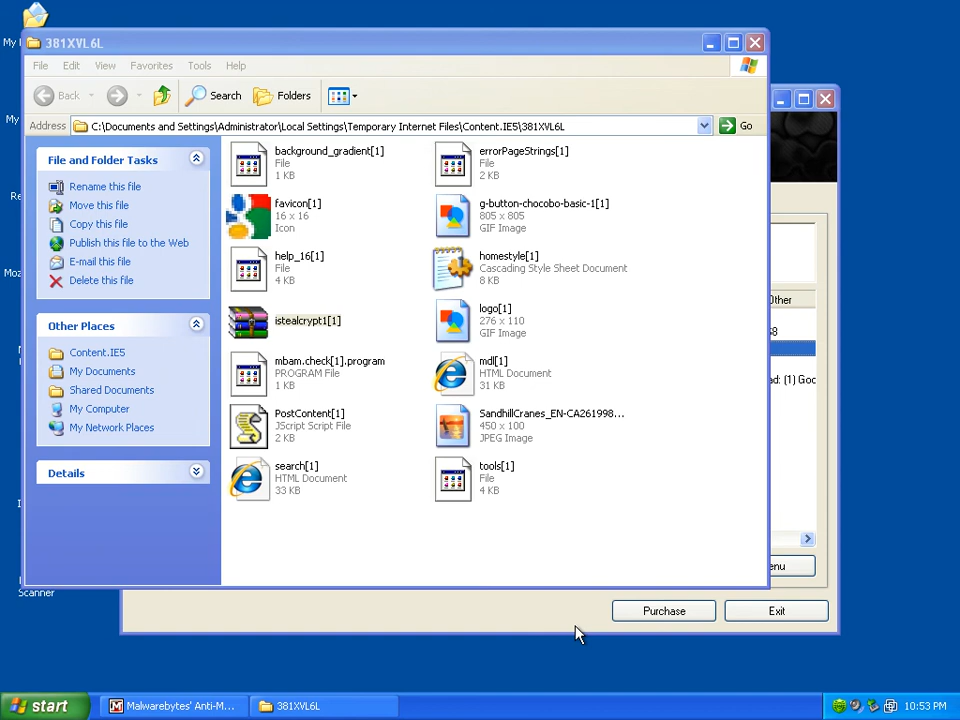 My
381XVL6L
File Edit View Favorites Tools Help
Back Search Folders
Address C:\Documents and Settings\Administrator\Local Settings\Temporary Internet Files\Content.IE5\381XVL6L Go
File and Folder Tasks
Rename this file
Move this file
Copy this file
Publish this file to the Web
E-mail this file
Delete this file
Other Places
Content.IE5
My Documents
Shared Documents
My Computer
My Network Places
Details
background_gradient[1]
File
1 KB
errorPageStrings[1]
File
2 KB
favicon[1]
16 x 16
Icon
g-button-chocobo-basic-1[1]
805 x 805
GIF Image
help_16[1]
File
4 KB
homestyle[1]
Cascading Style Sheet Document
8 KB
istealcrypt1[1]
logo[1]
276 x 110
GIF Image
mbam.check[1].program
PROGRAM File
1 KB
mdl[1]
HTML Document
31 KB
PostContent[1]
JScript Script File
2 KB
SandhillCranes_EN-CA261998...
450 x 100
JPEG Image
search[1]
HTML Document
33 KB
tools[1]
File
4 KB
My
Re
Moz
Scanner
Other
ad: (1) Goo
enu
Purchase Exit
start Malwarebytes' Anti-M... 381XVL6L 10:53 PM